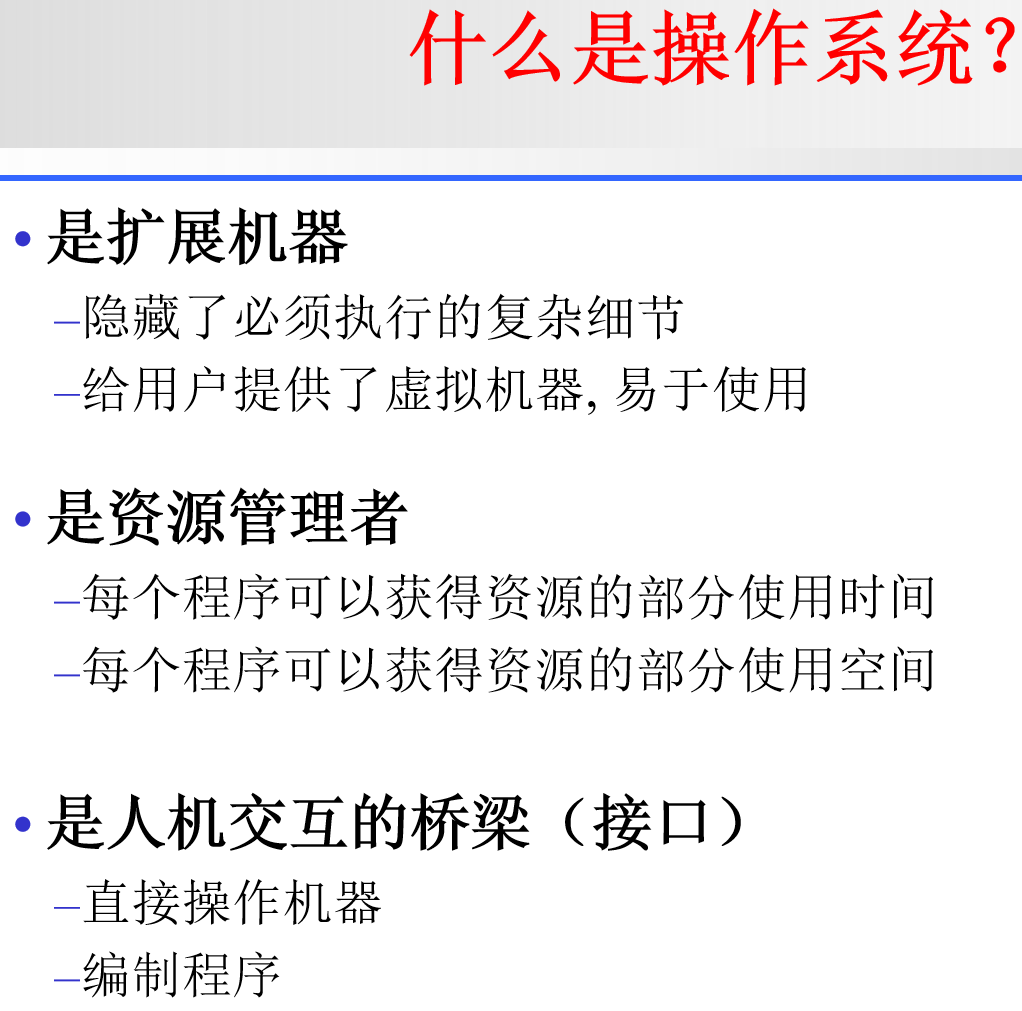 什么是操作系统？
• 是扩展机器
–隐藏了必须执行的复杂细节
–给用户提供了虚拟机器, 易于使用
• 是资源管理者
–每个程序可以获得资源的部分使用时间
–每个程序可以获得资源的部分使用空间
• 是人机交互的桥梁（接口）
–直接操作机器
–编制程序